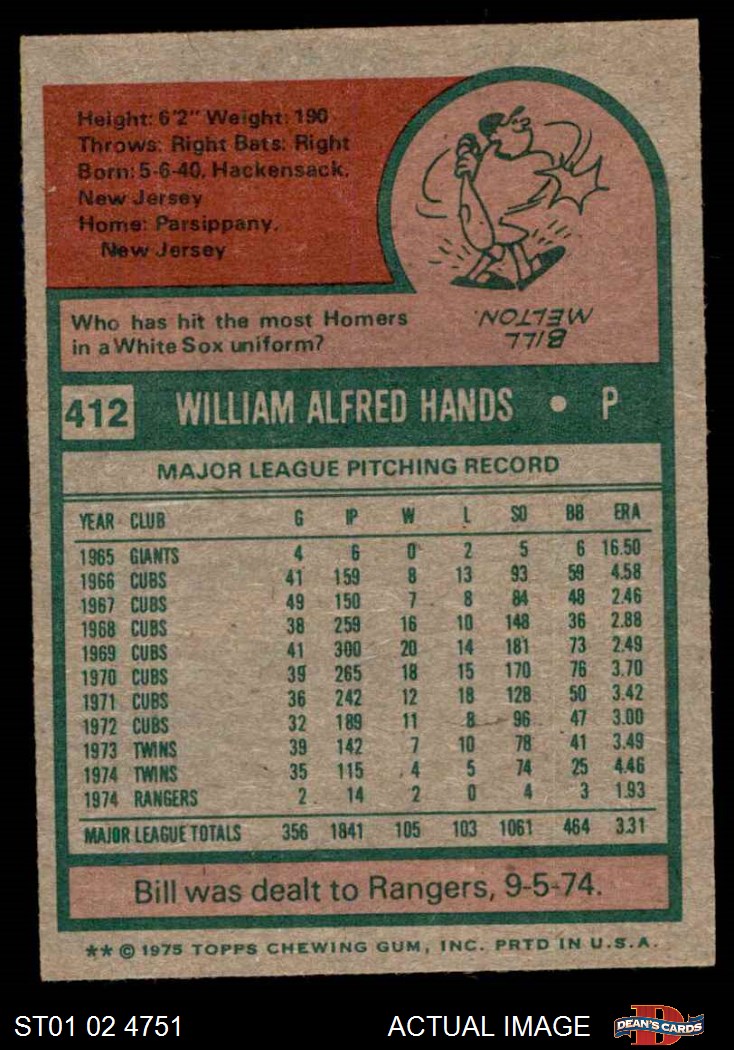 Height: 6'2" Weight: 190
Throws: Right Bats: Right
Born: 5-6-40, Hackensack,
New Jersey
Home: Parsippany,
New Jersey
Who has hit the most Homers
in a White Sox uniform?
BILL
MELTON.
412 WILLIAM ALFRED HANDS • P
MAJOR LEAGUE PITCHING RECORD
YEAR CLUB G IP W L SO BB ERA
1965 GIANTS 4 6 0 2 5 6 16.50
1966 CUBS 41 159 8 13 93 59 4.58
1967 CUBS 49 150 7 8 84 48 2.46
1968 CUBS 38 259 16 10 148 36 2.88
1969 CUBS 41 300 20 14 181 73 2.49
1970 CUBS 39 265 18 15 170 76 3.70
1971 CUBS 36 242 12 18 128 50 3.42
1972 CUBS 32 189 11 8 96 47 3.00
1973 TWINS 39 142 7 10 78 41 3.49
1974 TWINS 35 115 4 5 74 25 4.46
1974 RANGERS 2 14 2 0 4 3 1.93
MAJOR LEAGUE TOTALS 356 1841 105 103 1061 464 3.31
Bill was dealt to Rangers, 9-5-74.
** © 1975 TOPPS CHEWING GUM, INC. PRTD IN U.S.A.
ST01 02 4751 ACTUAL IMAGE D DEAN'S CARDS